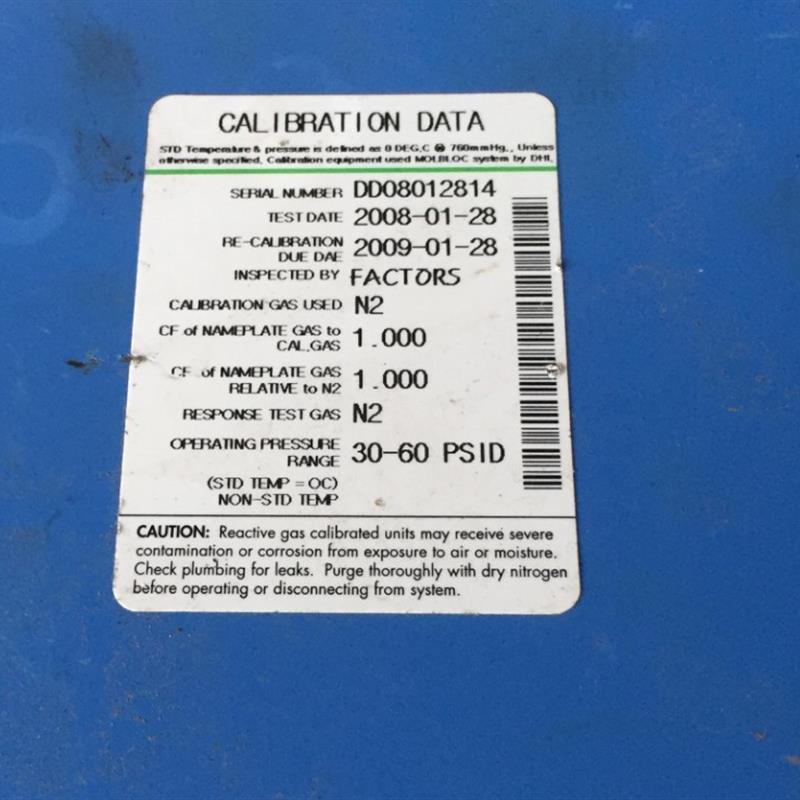 CALIBRATION DATA
STD Temperature & pressure is defined as 0 DEG,C @ 760mmHg,, Unless
otherwise specified, Calibration equipment used MOLBLOC system by DHI,
SERIAL NUMBER DD08012814
TEST DATE 2008-01-28
RE-CALIBRATION
DUE DAE 2009-01-28
INSPECTED BY FACTORS
CALIBRATION GAS USED N2
CF of NAMEPLATE GAS to
CAL,GAS 1.000
CF of NAMEPLATE GAS
RELATIVE to N2 1.000
RESPONSE TEST GAS N2
OPERATING PRESSURE
RANGE 30-60 PSID
(STD TEMP = OC)
NON-STD TEMP
CAUTION: Reactive gas calibrated units may receive severe
contamination or corrosion from exposure to air or moisture.
Check plumbing for leaks. Purge thoroughly with dry nitrogen
before operating or disconnecting from system.